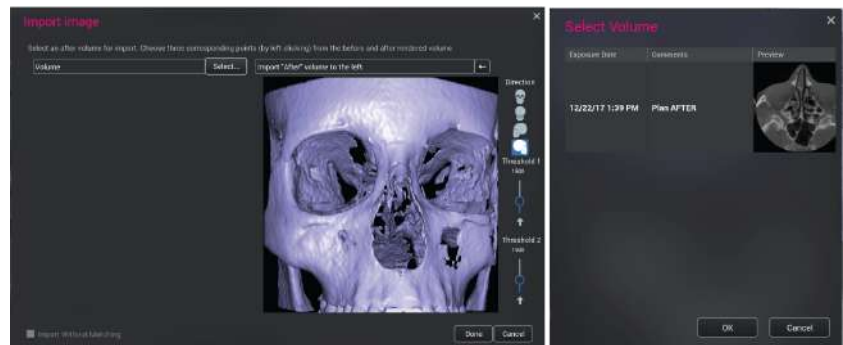 Import image
Select an after volume for import. Choose three corresponding points (by left clicking) from the before and after rendered volume
Volume
Select...
Import "After" volume to the left
Direction
Threshold 1
Threshold 2
Import Without Matching
Done
Cancel
Select Volume
Exposure Date
Comments
Preview
12/22/17 1:39 PM
Plan AFTER
OK
Cancel